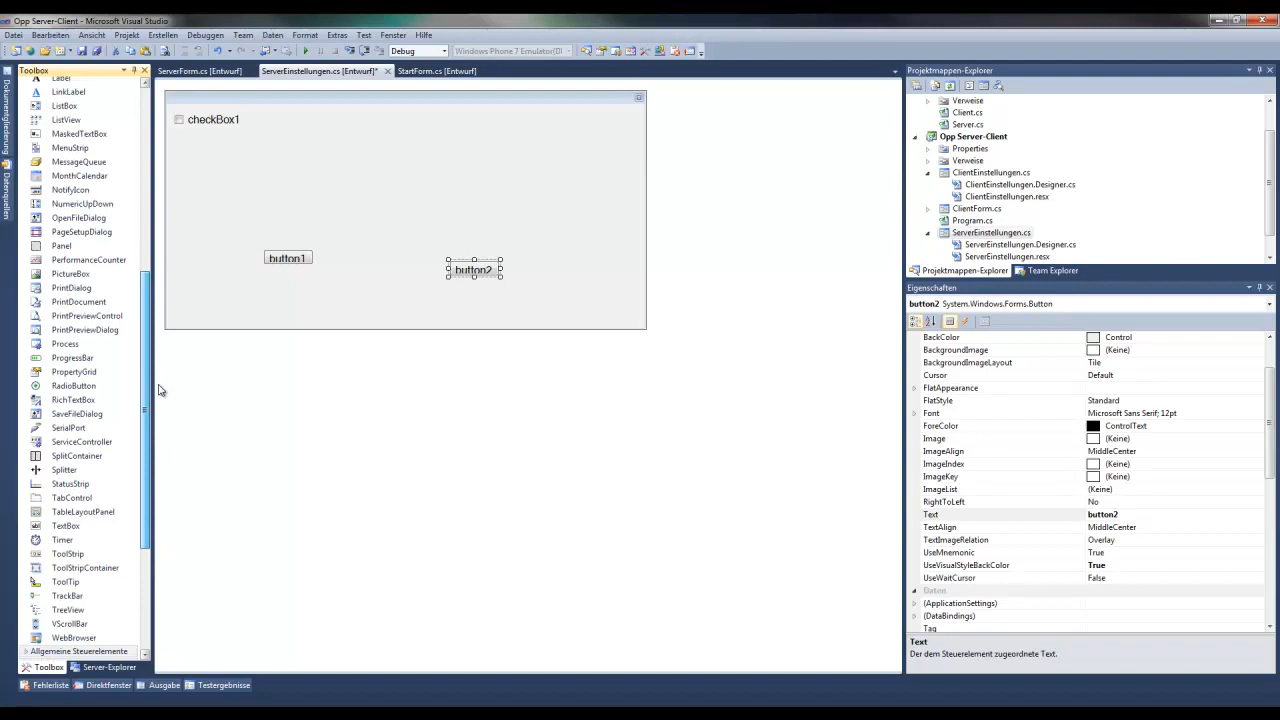 Opp Server-Client - Microsoft Visual Studio
Datei Bearbeiten Ansicht Projekt Erstellen Debuggen Team Daten Format Extras Test Fenster Hilfe
Debug Windows Phone 7 Emulator(D
Dokumentgliederung
Datenquellen
Toolbox
Label
LinkLabel
ListBox
ListView
MaskedTextBox
MenuStrip
MessageQueue
MonthCalendar
NotifyIcon
NumericUpDown
OpenFileDialog
PageSetupDialog
Panel
PerformanceCounter
PictureBox
PrintDialog
PrintDocument
PrintPreviewControl
PrintPreviewDialog
Process
ProgressBar
PropertyGrid
RadioButton
RichTextBox
SaveFileDialog
SerialPort
ServiceController
SplitContainer
Splitter
StatusStrip
TabControl
TableLayoutPanel
TextBox
Timer
ToolStrip
ToolStripContainer
ToolTip
TrackBar
TreeView
VScrollBar
WebBrowser
Allgemeine Steuerelemente
Toolbox Server-Explorer
ServerForm.cs [Entwurf] ServerEinstellungen.cs [Entwurf]* StartForm.cs [Entwurf]
checkBox1
button1
button2
Projektmappen-Explorer
Verweise
Client.cs
Server.cs
Opp Server-Client
Properties
Verweise
ClientEinstellungen.cs
ClientEinstellungen.Designer.cs
ClientEinstellungen.resx
ClientForm.cs
Program.cs
ServerEinstellungen.cs
ServerEinstellungen.Designer.cs
ServerEinstellungen.resx
Projektmappen-Explorer Team Explorer
Eigenschaften
button2 System.Windows.Forms.Button
BackColor Control
BackgroundImage (Keine)
BackgroundImageLayout Tile
Cursor Default
FlatAppearance
FlatStyle Standard
Font Microsoft Sans Serif; 12pt
ForeColor ControlText
Image (Keine)
ImageAlign MiddleCenter
ImageIndex (Keine)
ImageKey (Keine)
ImageList (Keine)
RightToLeft No
Text button2
TextAlign MiddleCenter
TextImageRelation Overlay
UseMnemonic True
UseVisualStyleBackColor True
UseWaitCursor False
Daten
(ApplicationSettings)
(DataBindings)
Tag
Text
Der dem Steuerelement zugeordnete Text.
Fehlerliste Direktfenster Ausgabe Testergebnisse